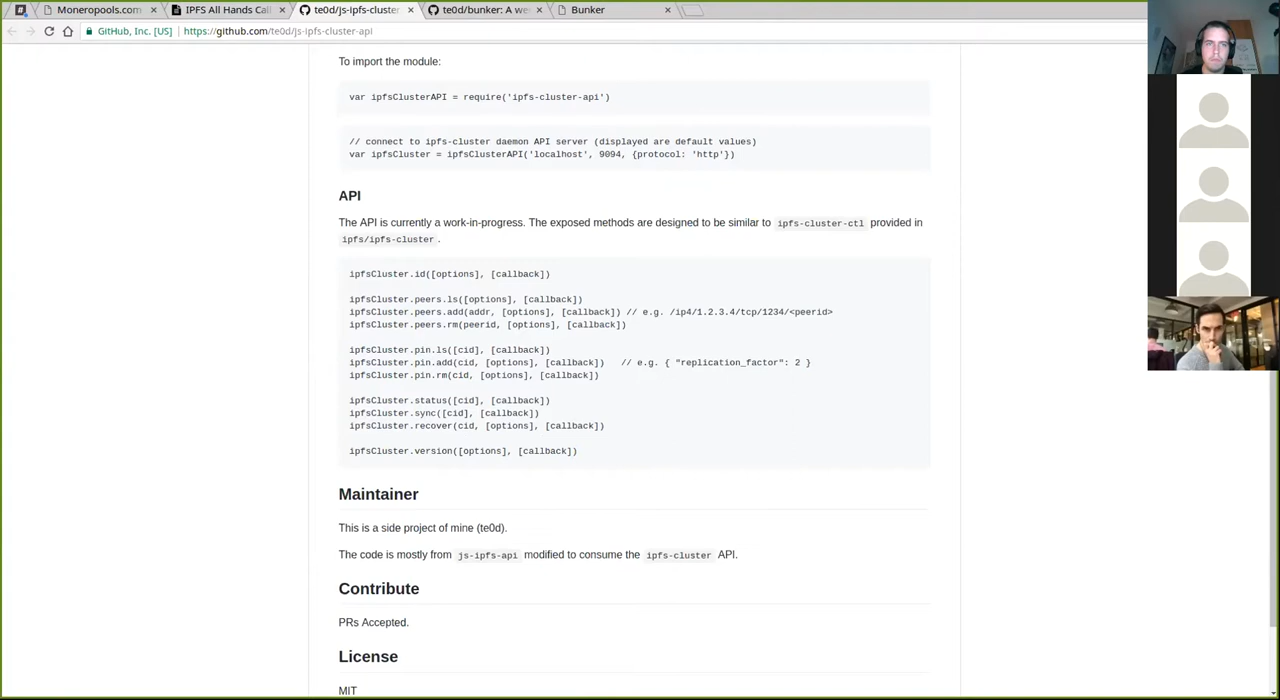 Moneropools.com
IPFS All Hands Call
te0d/js-ipfs-cluster
te0d/bunker: A we
Bunker
GitHub, Inc. [US]
https://github.com/te0d/js-ipfs-cluster-api
To import the module:
var ipfsClusterAPI = require('ipfs-cluster-api')
// connect to ipfs-cluster daemon API server (displayed are default values)
var ipfsCluster = ipfsClusterAPI('localhost', 9094, {protocol: 'http'})
API
The API is currently a work-in-progress. The exposed methods are designed to be similar to ipfs-cluster-ctl provided in
ipfs/ipfs-cluster.
ipfsCluster.id([options], [callback])
ipfsCluster.peers.ls([options], [callback])
ipfsCluster.peers.add(addr, [options], [callback]) // e.g. /ip4/1.2.3.4/tcp/1234/<peerid>
ipfsCluster.peers.rm(peerid, [options], [callback])
ipfsCluster.pin.ls([cid], [callback])
ipfsCluster.pin.add(cid, [options], [callback]) // e.g. { "replication_factor": 2 }
ipfsCluster.pin.rm(cid, [options], [callback])
ipfsCluster.status([cid], [callback])
ipfsCluster.sync([cid], [callback])
ipfsCluster.recover(cid, [options], [callback])
ipfsCluster.version([options], [callback])
Maintainer
This is a side project of mine (te0d).
The code is mostly from js-ipfs-api modified to consume the ipfs-cluster API.
Contribute
PRs Accepted.
License
MIT